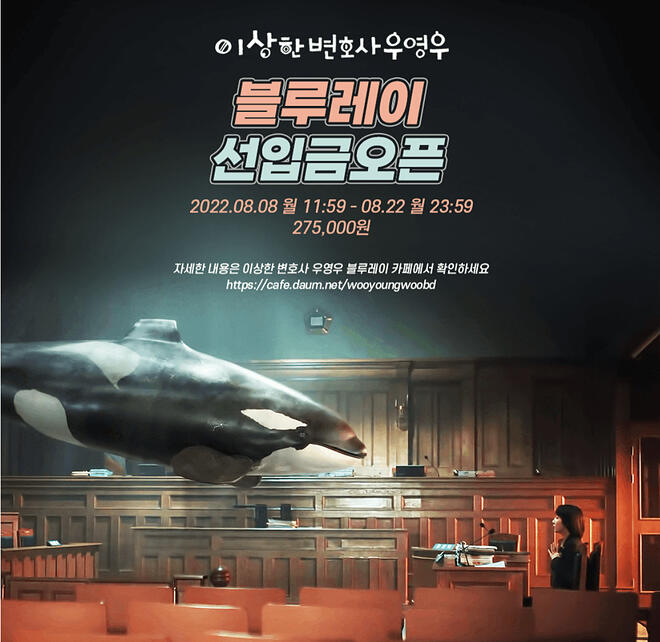 이상한 변호사 우영우
블루레이
선입금오픈
2022.08.08 월 11:59 - 08.22 월 23:59
275,000원
자세한 내용은 이상한 변호사 우영우 블루레이 카페에서 확인하세요
https://cafe.daum.net/wooyoungwoobd